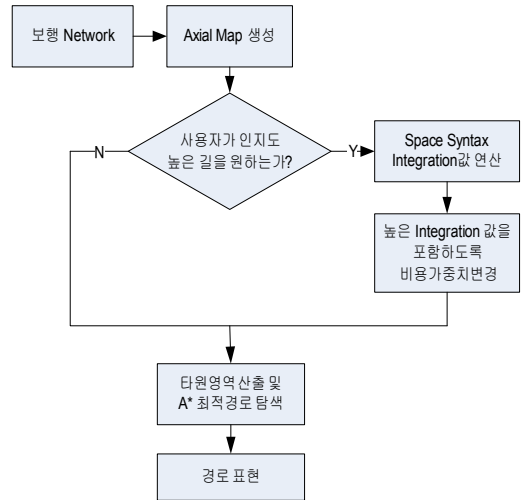 보행 Network
Axial Map 생성
사용자가 인지도
높은 길을 원하는가?
N
Y
Space Syntax
Integration값 연산
높은 Integration 값을
포함하도록
비용가중치변경
타원영역 산출 및
A* 최적경로 탐색
경로 표현